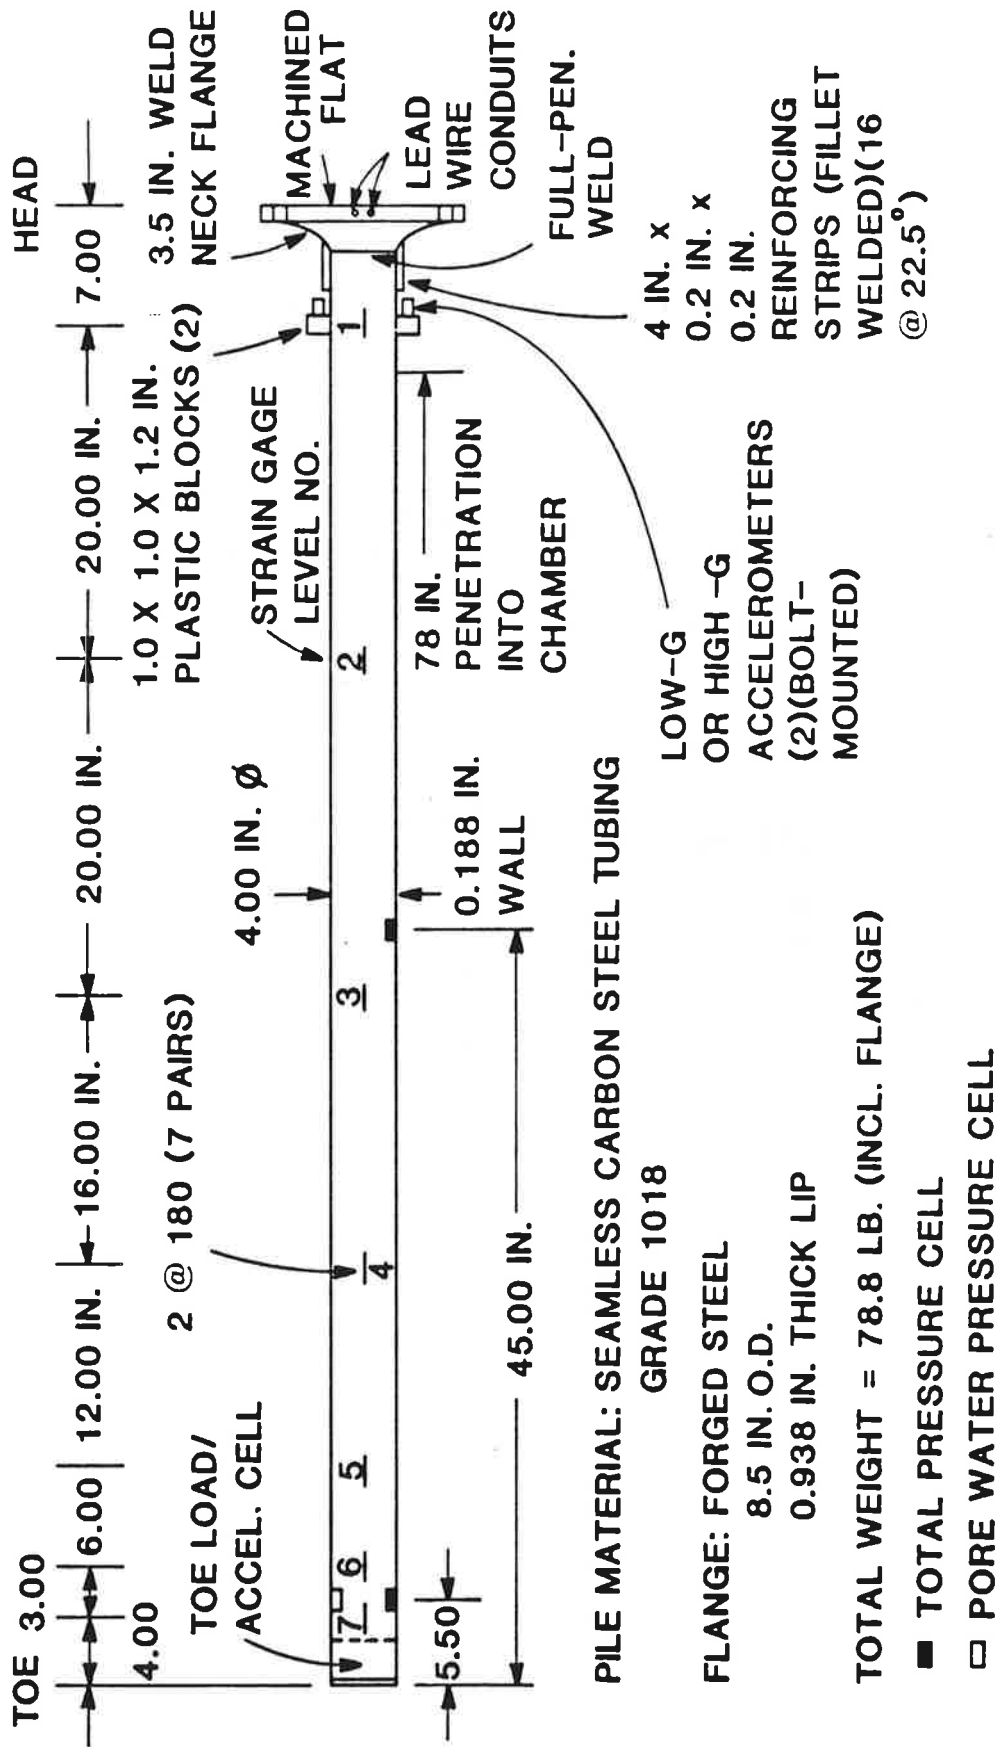 TOE
HEAD
4.00
3.00
6.00
12.00 IN.
16.00 IN.
20.00 IN.
20.00 IN.
7.00
TOE LOAD/
ACCEL. CELL
2 @ 180 (7 PAIRS)
4.00 IN. Ø
STRAIN GAGE
LEVEL NO.
1.0 X 1.0 X 1.2 IN.
PLASTIC BLOCKS (2)
3.5 IN. WELD
NECK FLANGE
MACHINED
FLAT
LEAD
WIRE
CONDUITS
7
6
5
4
3
2
1
5.50
45.00 IN.
0.188 IN.
WALL
78 IN.
PENETRATION
INTO
CHAMBER
FULL-PEN.
WELD
LOW-G
OR HIGH -G
ACCELEROMETERS
(2)(BOLT-
MOUNTED)
4 IN. x
0.2 IN. x
0.2 IN.
REINFORCING
STRIPS (FILLET
WELDED)(16
@ 22.5°)
PILE MATERIAL: SEAMLESS CARBON STEEL TUBING
GRADE 1018
FLANGE: FORGED STEEL
8.5 IN. O.D.
0.938 IN. THICK LIP
TOTAL WEIGHT = 78.8 LB. (INCL. FLANGE)
■ TOTAL PRESSURE CELL
□ PORE WATER PRESSURE CELL